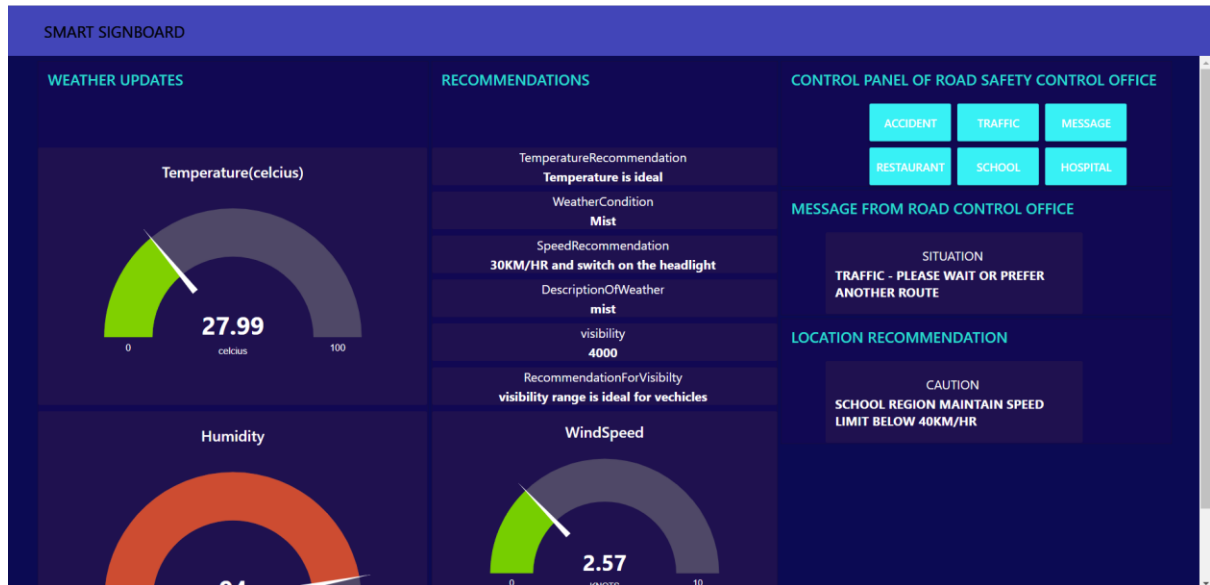 SMART SIGNBOARD
WEATHER UPDATES
Temperature(celcius)
27.99
celcius
0
100
Humidity
RECOMMENDATIONS
TemperatureRecommendation
Temperature is ideal
WeatherCondition
Mist
SpeedRecommendation
30KM/HR and switch on the headlight
DescriptionOfWeather
mist
visibility
4000
RecommendationForVisibilty
visibility range is ideal for vechicles
WindSpeed
2.57
KNOTS
0
10
CONTROL PANEL OF ROAD SAFETY CONTROL OFFICE
ACCIDENT
TRAFFIC
MESSAGE
RESTAURANT
SCHOOL
HOSPITAL
MESSAGE FROM ROAD CONTROL OFFICE
SITUATION
TRAFFIC - PLEASE WAIT OR PREFER
ANOTHER ROUTE
LOCATION RECOMMENDATION
CAUTION
SCHOOL REGION MAINTAIN SPEED
LIMIT BELOW 40KM/HR